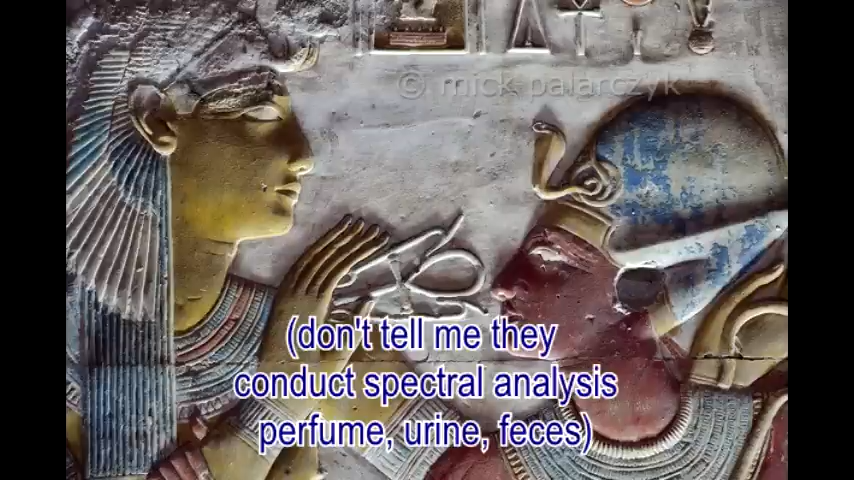 © mick palarczyk
(don't tell me they
conduct spectral analysis
perfume, urine, feces)